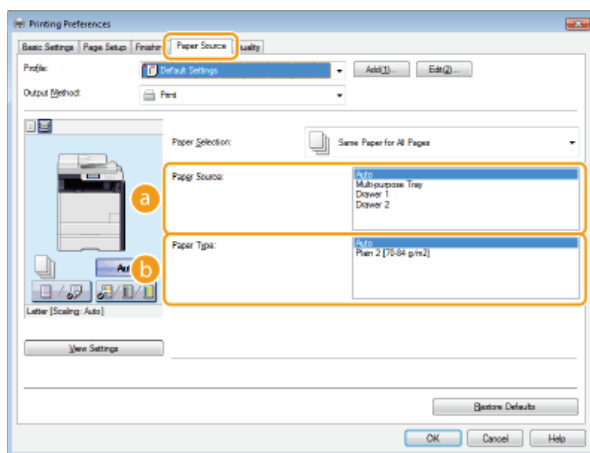 Printing Preferences
Basic Settings Page Setup Finishing Paper Source Quality
Profile: Default Settings Add(1)... Edit(2)...
Output Method: Print
Paper Selection: Same Paper for All Pages
a
Paper Source: Auto
Multi-purpose Tray
Drawer 1
Drawer 2
b
Paper Type: Auto
Plain 2 [70-84 g/m2]
Letter [Scaling: Auto]
View Settings
Restore Defaults
OK Cancel Help